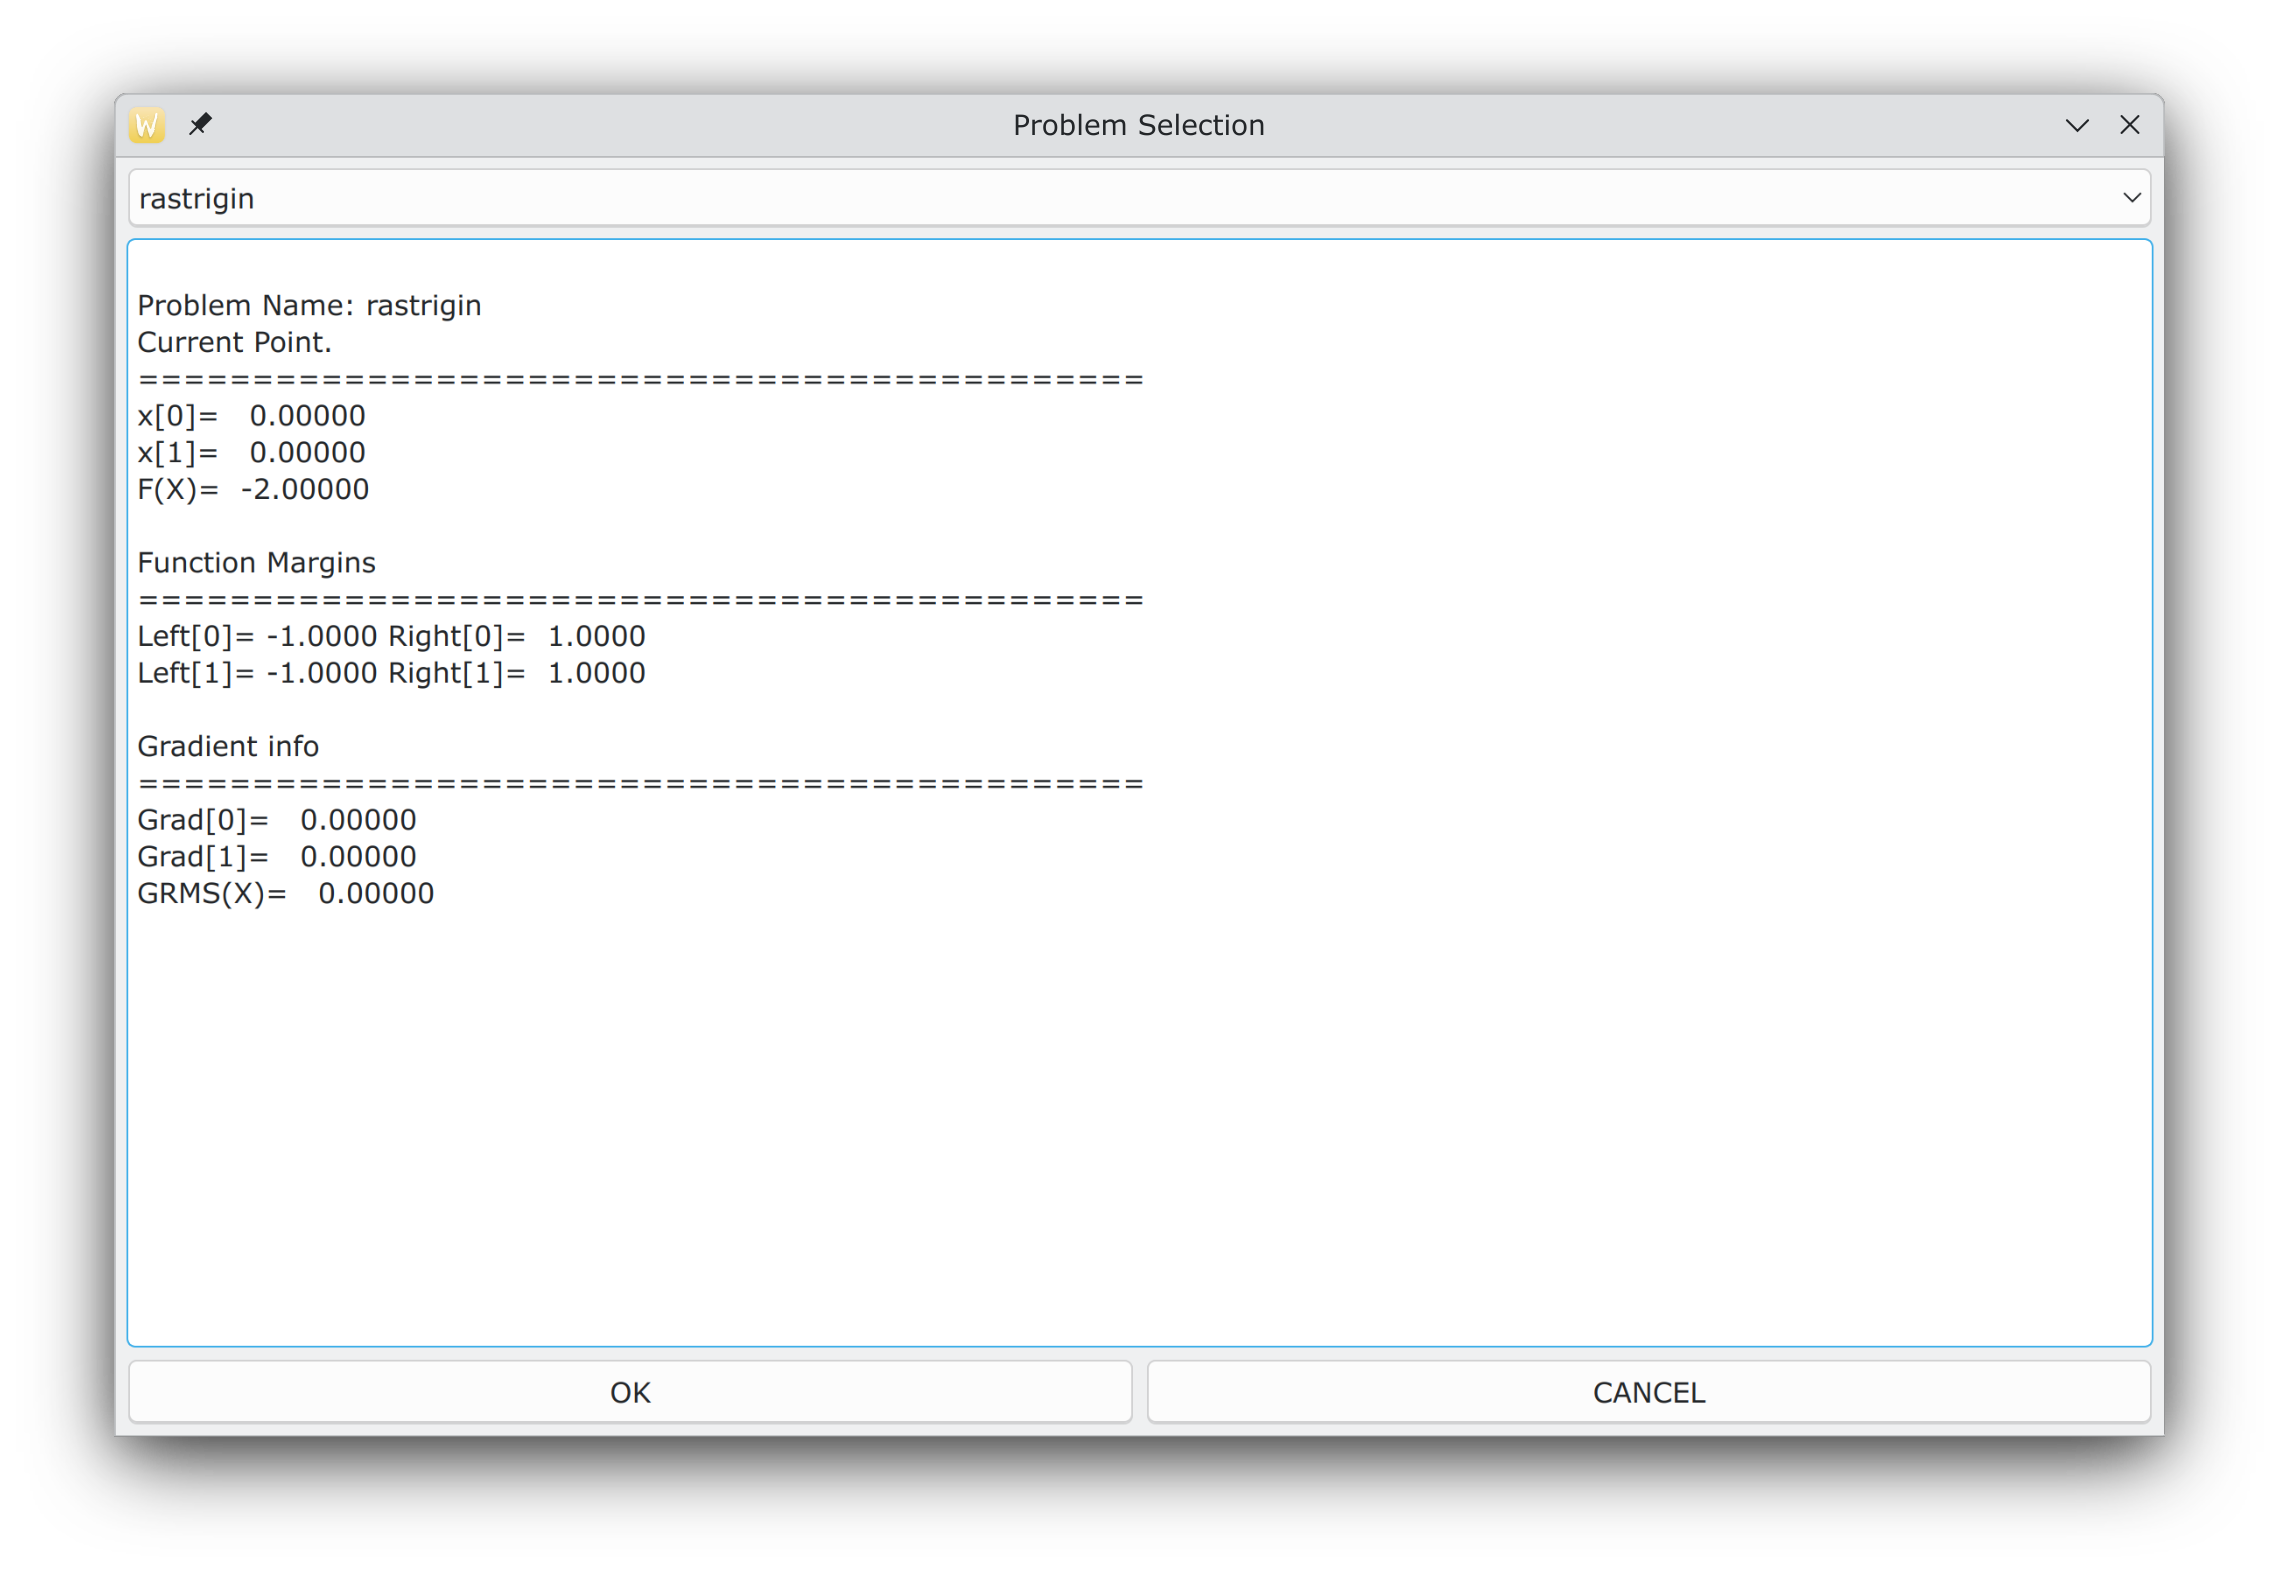 W
Problem Selection
rastrigin
Problem Name: rastrigin
Current Point.
============================================
x[0]=   0.00000
x[1]=   0.00000
F(X)=  -2.00000
Function Margins
============================================
Left[0]= -1.0000 Right[0]=  1.0000
Left[1]= -1.0000 Right[1]=  1.0000
Gradient info
============================================
Grad[0]=   0.00000
Grad[1]=   0.00000
GRMS(X)=   0.00000
OK
CANCEL